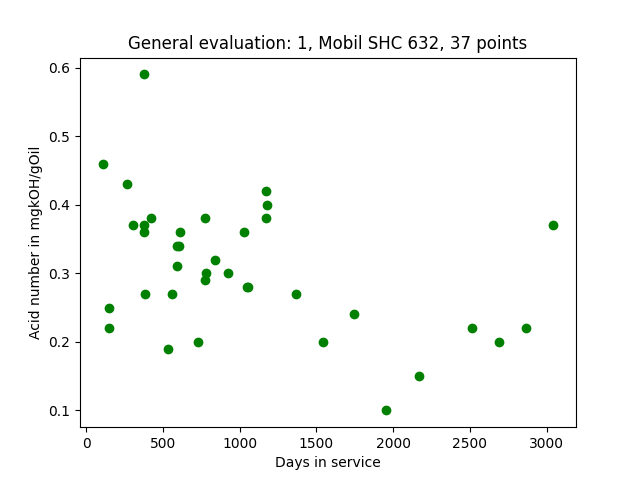 General evaluation: 1, Mobil SHC 632, 37 points
0.6
0.5
0.4
0.3
0.2
0.1
Acid number in mgkOH/gOil
0 500 1000 1500 2000 2500 3000
Days in service